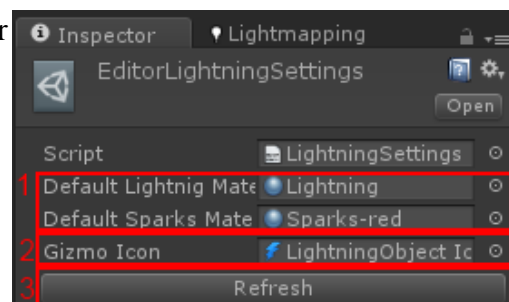 r
Inspector Lightmapping
EditorLightningSettings
Open
Script LightningSettings
1 Default Lightnig Mate Lightning
Default Sparks Mate Sparks-red
2 Gizmo Icon LightningObject Ic
3 Refresh